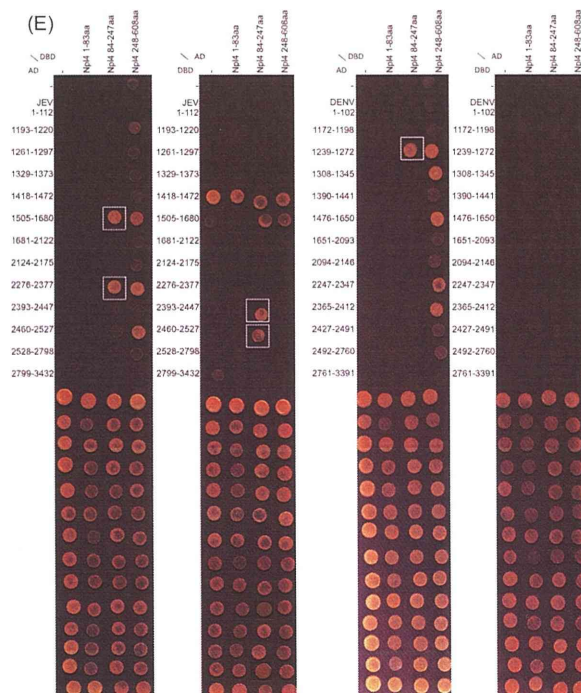 (E)
DBD
AD
-
Npl4 1-83aa
Npl4 84-247aa
Npl4 248-608aa
JEV
1-112
1193-1220
1261-1297
1329-1373
1418-1472
1505-1680
1681-2122
2124-2175
2276-2377
2393-2447
2460-2527
2528-2798
2799-3432
AD
DBD
-
Npl4 1-83aa
Npl4 84-247aa
Npl4 248-608aa
JEV
1-112
1193-1220
1261-1297
1329-1373
1418-1472
1505-1680
1681-2122
2124-2175
2276-2377
2393-2447
2460-2527
2528-2798
2799-3432
DBD
AD
-
Npl4 1-83aa
Npl4 84-247aa
Npl4 248-608aa
DENV
1-102
1172-1198
1239-1272
1308-1345
1390-1441
1476-1650
1651-2093
2094-2146
2247-2347
2365-2412
2427-2491
2492-2760
2761-3391
AD
DBD
-
Npl4 1-83aa
Npl4 84-247aa
Npl4 248-608aa
DENV
1-102
1172-1198
1239-1272
1308-1345
1390-1441
1476-1650
1651-2093
2094-2146
2247-2347
2365-2412
2427-2491
2492-2760
2761-3391